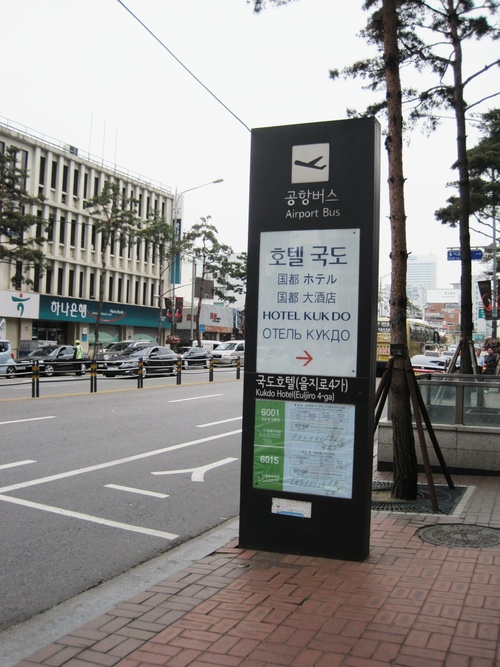 공항버스
Airport Bus
호텔 국도
国都 ホテル
国都 大酒店
HOTEL KUKDO
ОТЕЛЬ КУКДО
국도호텔(을지로4가)
Kukdo Hotel(Euljiro 4-ga)
6001
6015
하나은행